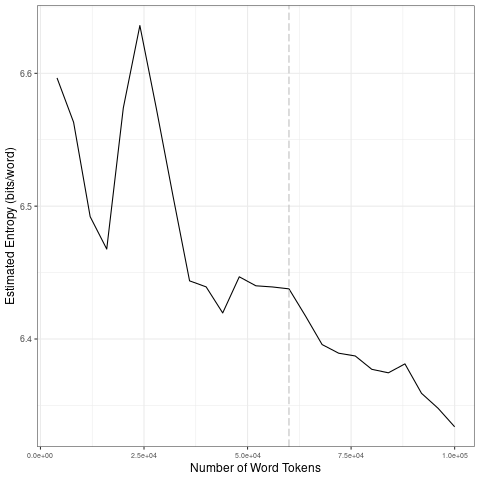 6.6
6.5
6.4
Estimated Entropy (bits/word)
0.0e+00 2.5e+04 5.0e+04 7.5e+04 1.0e+05
Number of Word Tokens